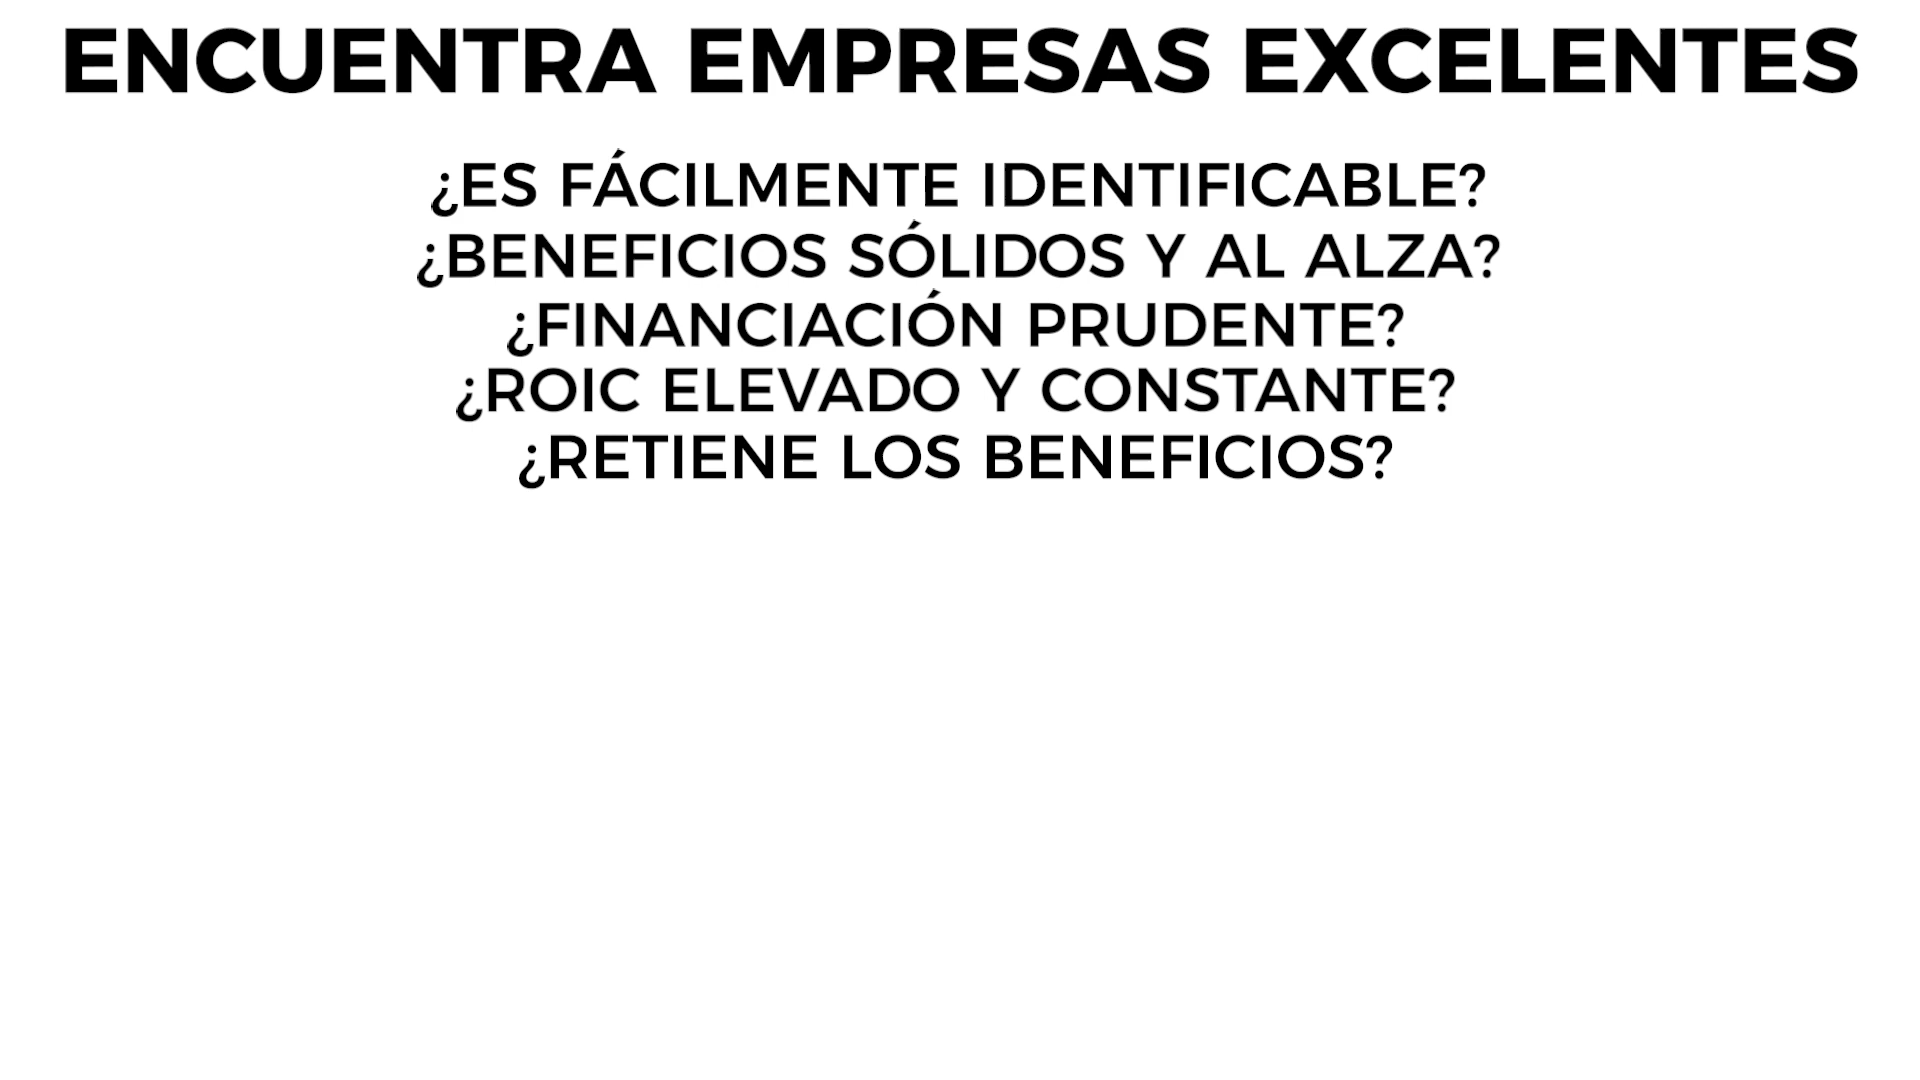 ENCUENTRA EMPRESAS EXCELENTES
¿ES FÁCILMENTE IDENTIFICABLE?
¿BENEFICIOS SÓLIDOS Y AL ALZA?
¿FINANCIACIÓN PRUDENTE?
¿ROIC ELEVADO Y CONSTANTE?
¿RETIENE LOS BENEFICIOS?